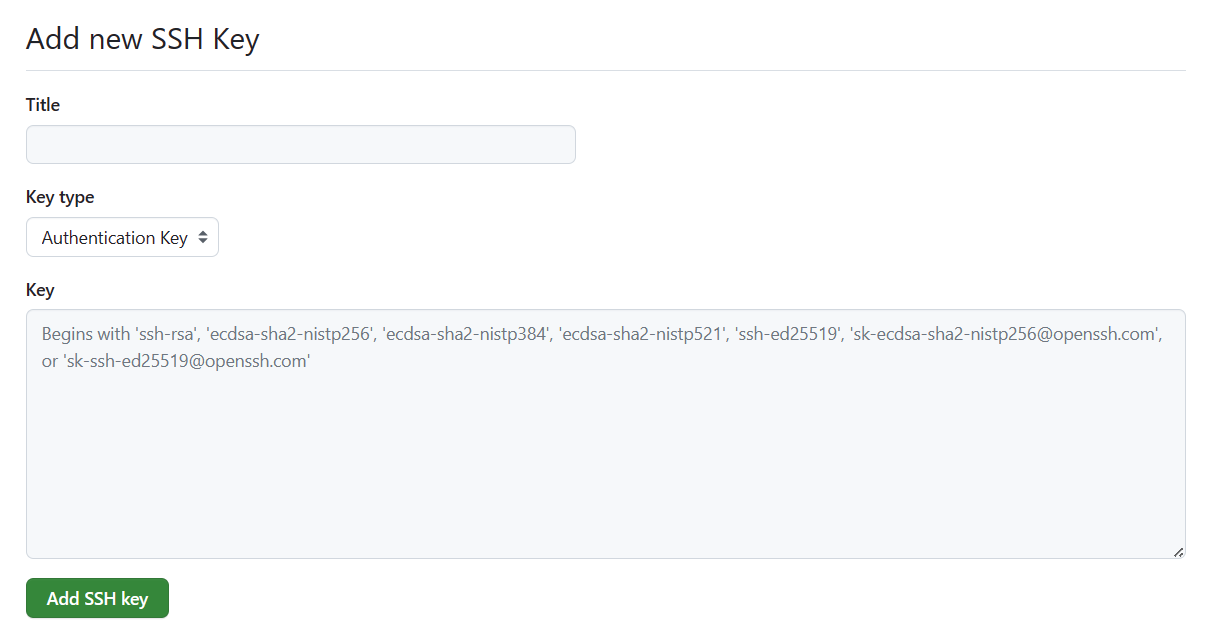 Add new SSH Key
Title
Key type
Authentication Key
Key
Begins with 'ssh-rsa', 'ecdsa-sha2-nistp256', 'ecdsa-sha2-nistp384', 'ecdsa-sha2-nistp521', 'ssh-ed25519', 'sk-ecdsa-sha2-nistp256@openssh.com',
or 'sk-ssh-ed25519@openssh.com'
Add SSH key